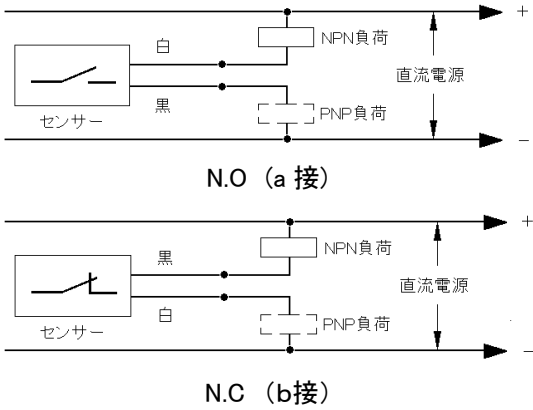 +
NPN負荷
白
直流電源
黒
PNP負荷
センサー
−
N.O （a 接）
+
NPN負荷
黒
直流電源
白
PNP負荷
センサー
−
N.C （b接）